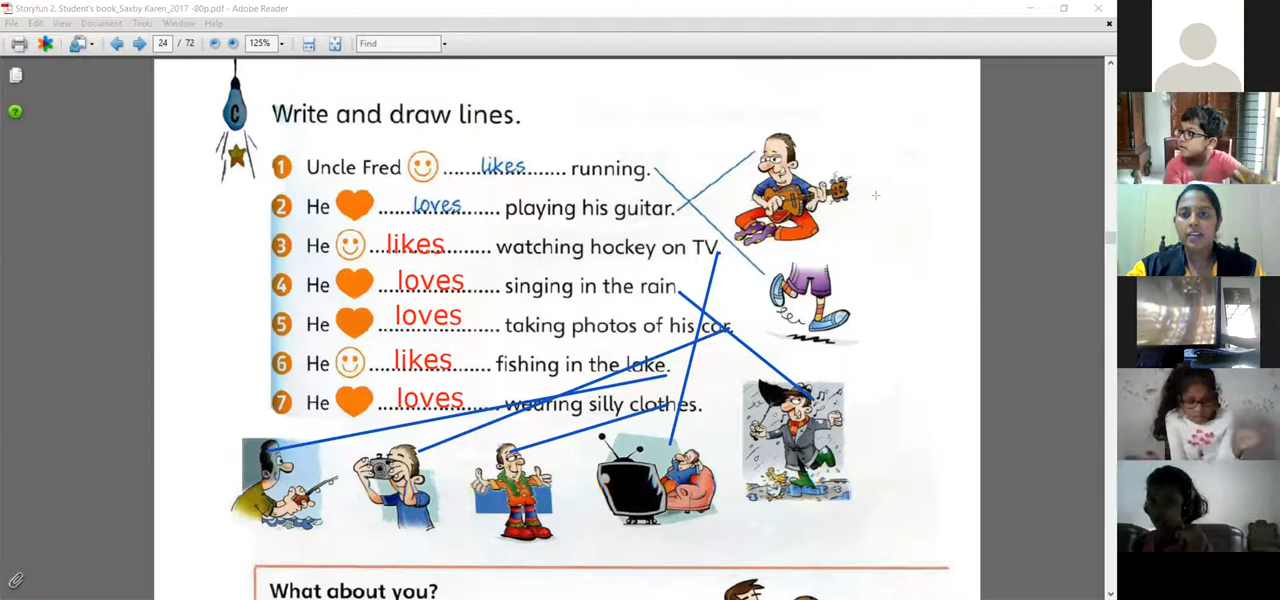 Storyfun 2. Student's book_Saxby Karen_2017 -80p.pdf - Adobe Reader
File Edit View Document Tools Window Help
24 / 72 125% Find
C
Write and draw lines.
1 Uncle Fred ........likes........ running.
2 He .......loves....... playing his guitar.
3 He likes watching hockey on TV.
4 He loves singing in the rain.
5 He loves taking photos of his car.
6 He likes fishing in the lake.
7 He loves wearing silly clothes.
What about you?